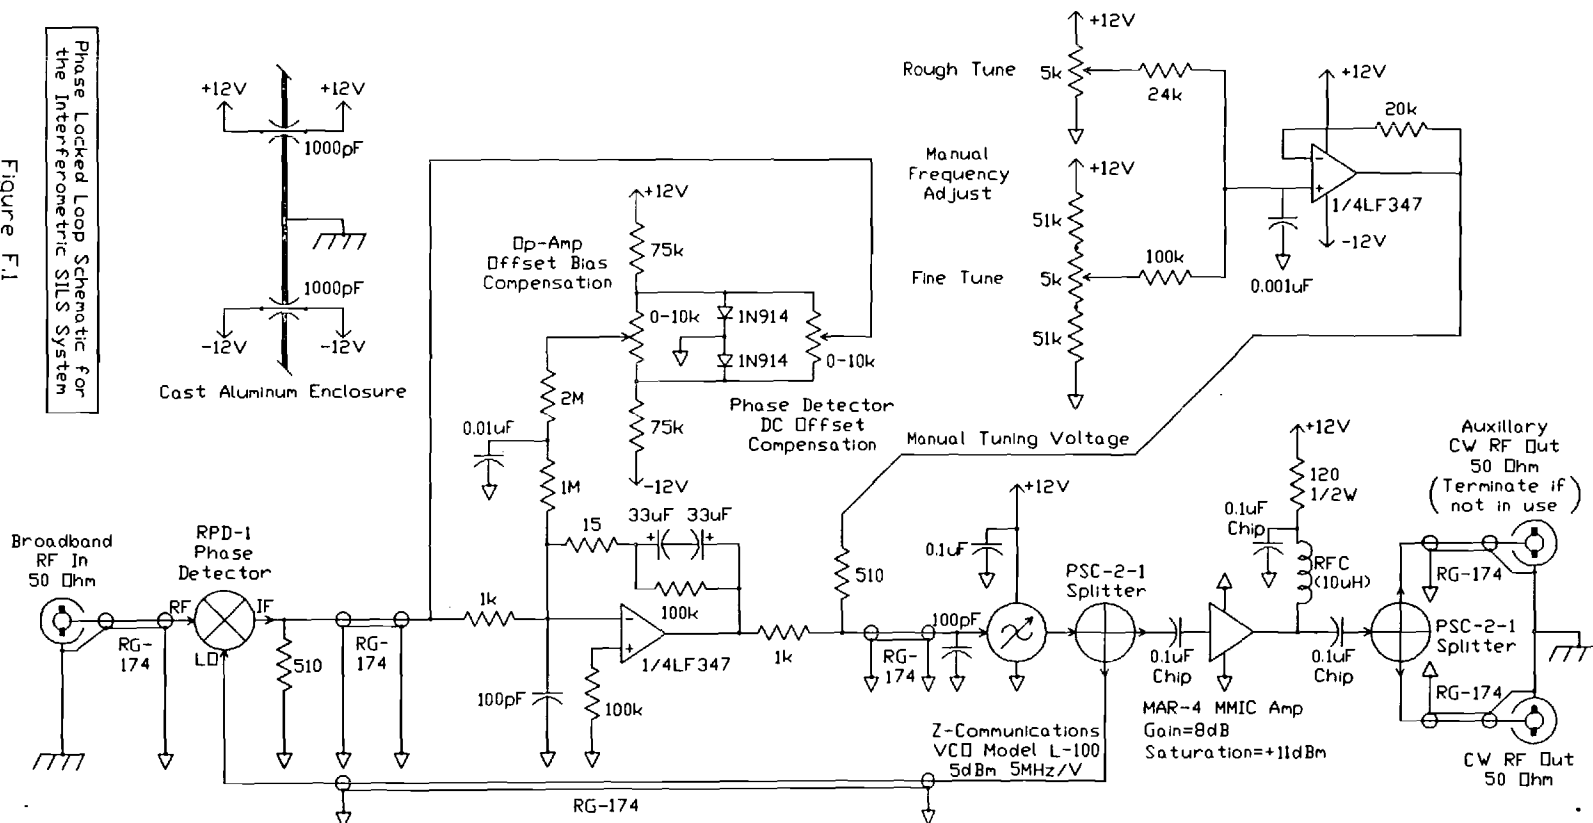 Figure F.1
Phase Locked Loop Schematic for
the Interferometric SILS System
+12V
+12V
1000pF
1000pF
-12V
-12V
Cast Aluminum Enclosure
Op-Amp
Offset Bias
Compensation
+12V
75k
0-10k
1N914
1N914
0-10k
75k
-12V
Phase Detector
DC Offset
Compensation
2M
0.01uF
1M
Rough Tune
+12V
5k
24k
Manual
Frequency
Adjust
+12V
51k
Fine Tune
5k
100k
51k
0.001uF
+12V
20k
-
+
1/4LF347
-12V
Manual Tuning Voltage
Broadband
RF In
50 Ohm
RG-
174
RPD-1
Phase
Detector
RF
IF
LO
510
RG-
174
1k
15
33uF
33uF
+
+
100k
-
+
1/4LF347
100pF
100k
1k
510
RG-
174
100pF
0.1uF
+12V
Z-Communications
VCO Model L-100
5dBm 5MHz/V
PSC-2-1
Splitter
0.1uF
Chip
MAR-4 MMIC Amp
Gain=8dB
Saturation=+11dBm
+12V
120
1/2W
0.1uF
Chip
RFC
(10uH)
0.1uF
Chip
Auxillary
CW RF Out
50 Ohm
(Terminate if
not in use)
RG-174
PSC-2-1
Splitter
RG-174
CW RF Out
50 Ohm
RG-174